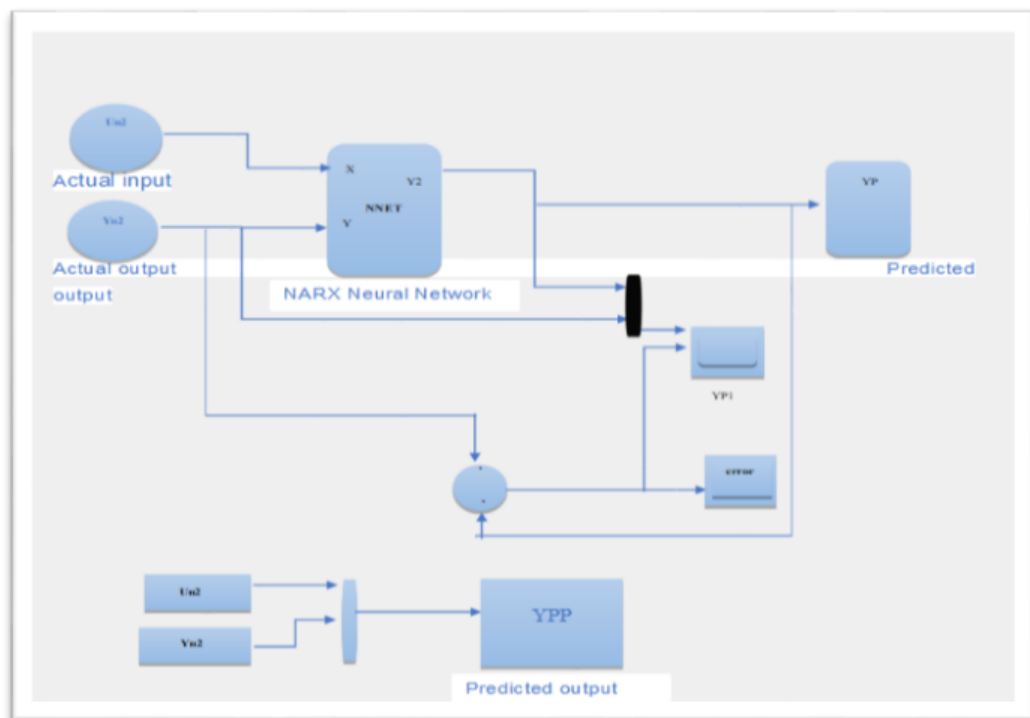 Un2
Actual input
X
Y2
NNET
Y
YP
Yn2
Actual output
output
Predicted
NARX Neural Network
YP1
error
Un2
Yn2
YPP
Predicted output